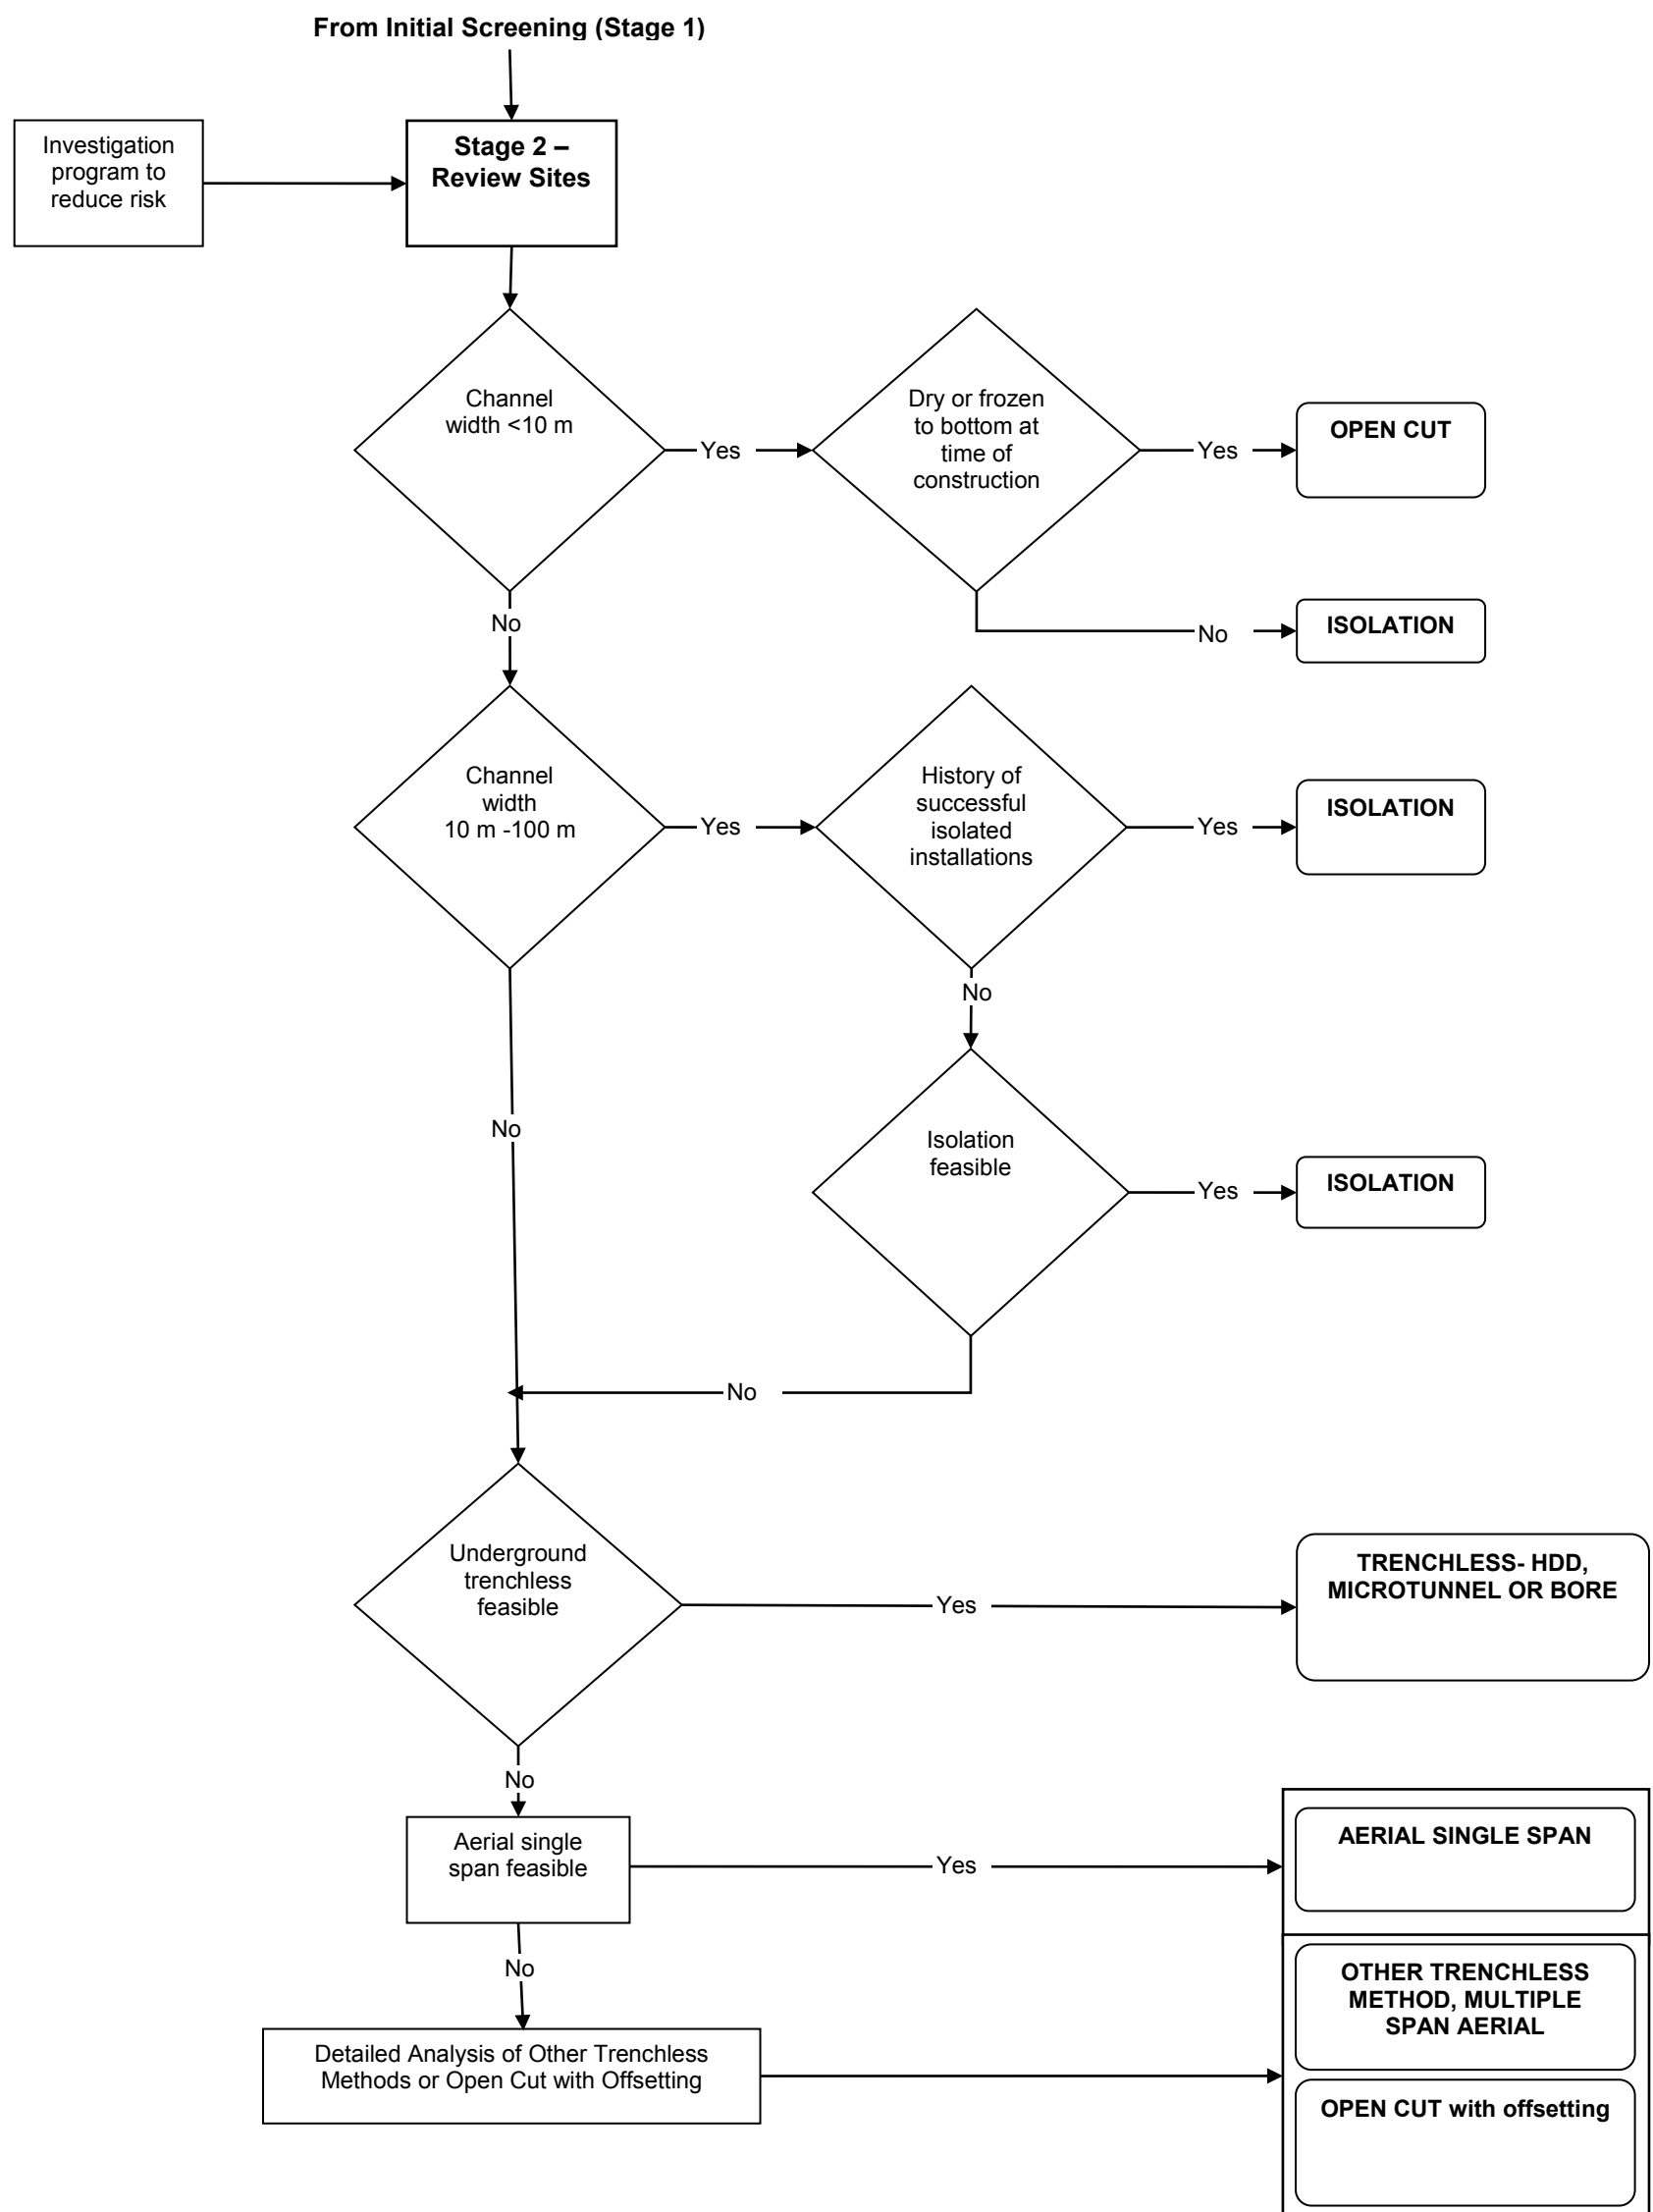 From Initial Screening (Stage 1)
Investigation
program to
reduce risk
Stage 2 –
Review Sites
Channel
width <10 m
Yes
Dry or frozen
to bottom at
time of
construction
Yes
OPEN CUT
No
No
ISOLATION
Channel
width
10 m -100 m
Yes
History of
successful
isolated
installations
Yes
ISOLATION
No
No
Isolation
feasible
Yes
ISOLATION
No
Underground
trenchless
feasible
Yes
TRENCHLESS- HDD,
MICROTUNNEL OR BORE
No
Aerial single
span feasible
Yes
AERIAL SINGLE SPAN
No
OTHER TRENCHLESS
METHOD, MULTIPLE
SPAN AERIAL
Detailed Analysis of Other Trenchless
Methods or Open Cut with Offsetting
OPEN CUT with offsetting